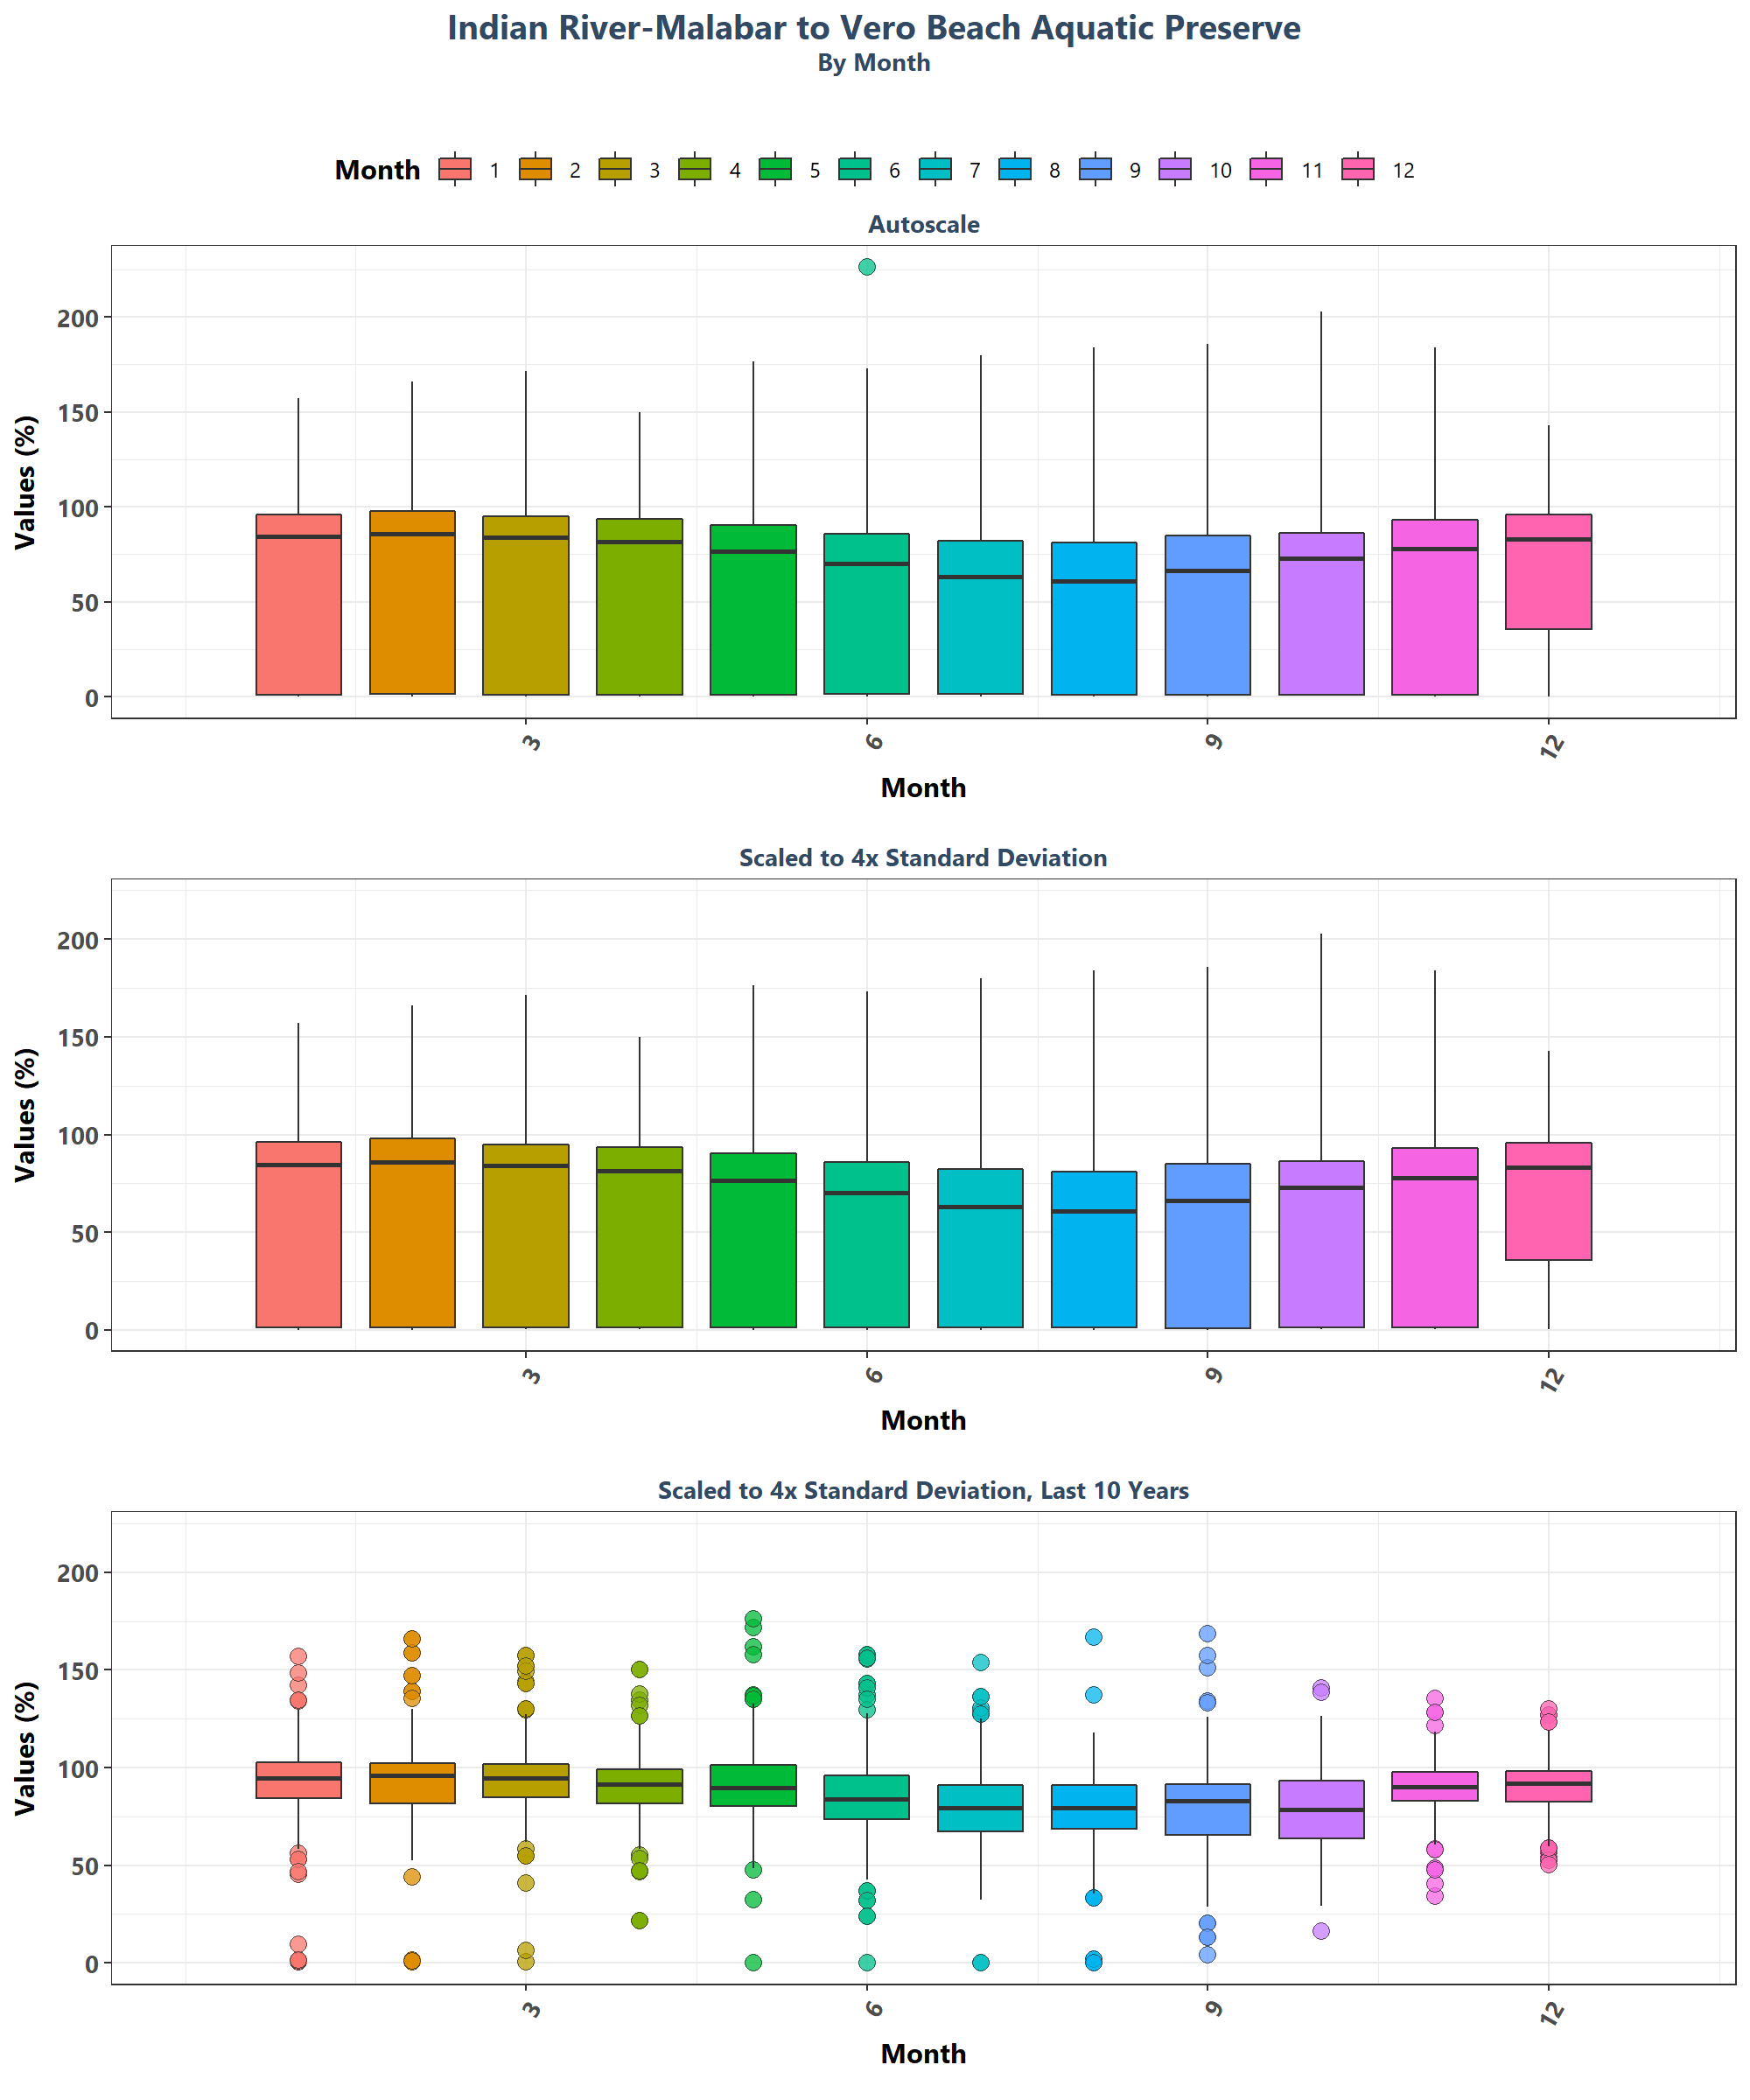 Indian River-Malabar to Vero Beach Aquatic Preserve
By Month
Month 1 2 3 4 5 6 7 8 9 10 11 12
Autoscale
Values (%)
200
150
100
50
0
3 6 9 12
Month
Scaled to 4x Standard Deviation
Values (%)
200
150
100
50
0
3 6 9 12
Month
Scaled to 4x Standard Deviation, Last 10 Years
Values (%)
200
150
100
50
0
3 6 9 12
Month